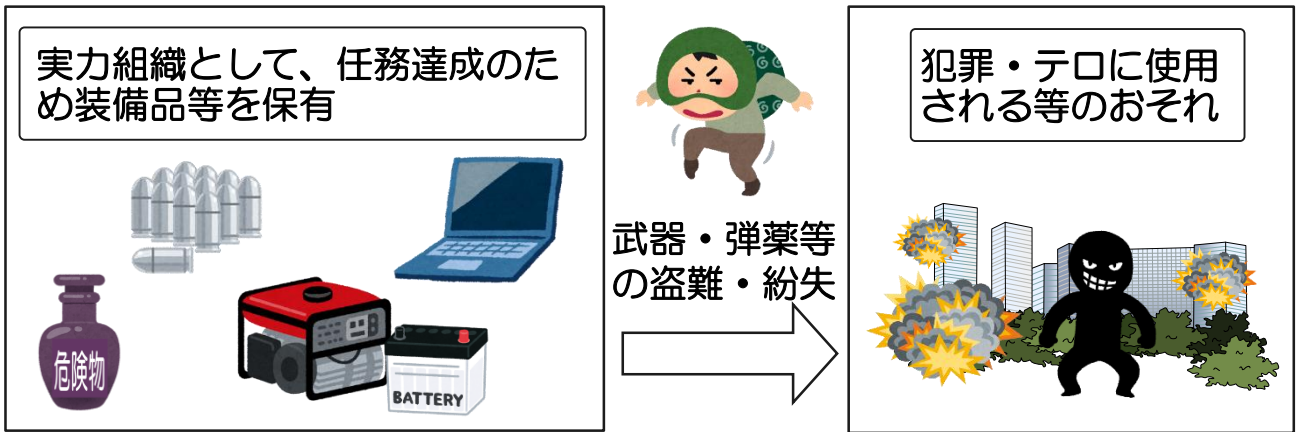 実力組織として、任務達成のた
め装備品等を保有
危険物
BATTERY
武器・弾薬等
の盗難・紛失
犯罪・テロに使用
される等のおそれ